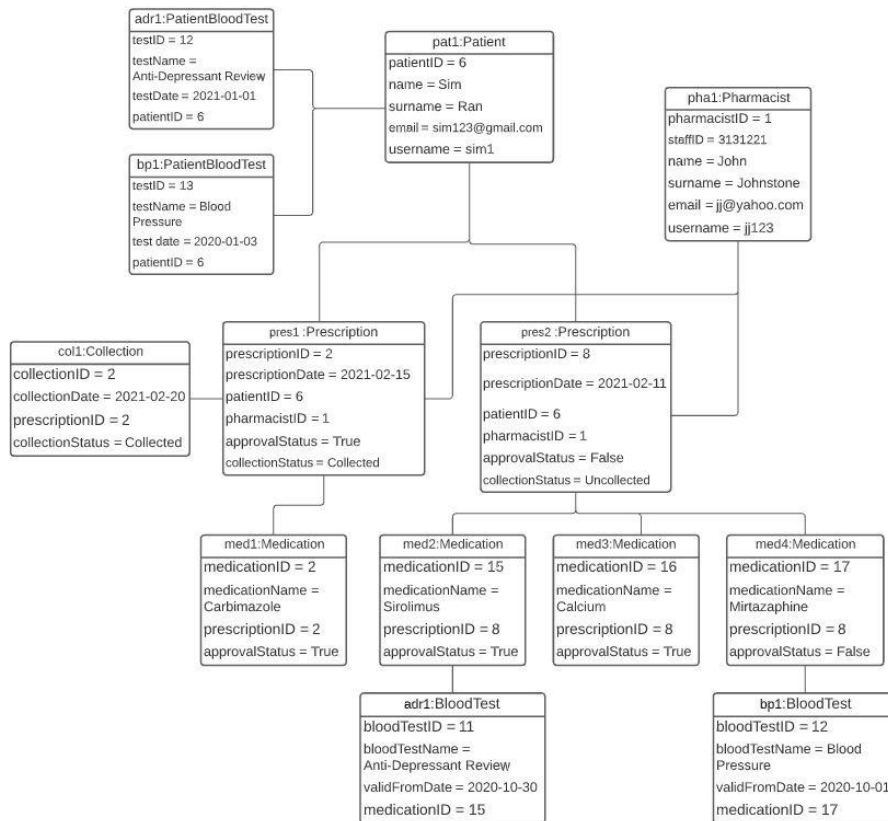 adr1:PatientBloodTest
testID = 12
testName =
Anti-Depressant Review
testDate = 2021-01-01
patientID = 6
pat1:Patient
patientID = 6
name = Sim
surname = Ran
email = sim123@gmail.com
username = sim1
pha1:Pharmacist
pharmacistID = 1
staffID = 3131221
name = John
surname = Johnstone
email = jj@yahoo.com
username = jj123
bp1:PatientBloodTest
testID = 13
testName = Blood
Pressure
test date = 2020-01-03
patientID = 6
col1:Collection
collectionID = 2
collectionDate = 2021-02-20
prescriptionID = 2
collectionStatus = Collected
pres1 :Prescription
prescriptionID = 2
prescriptionDate = 2021-02-15
patientID = 6
pharmacistID = 1
approvalStatus = True
collectionStatus = Collected
pres2 :Prescription
prescriptionID = 8
prescriptionDate = 2021-02-11
patientID = 6
pharmacistID = 1
approvalStatus = False
collectionStatus = Uncollected
med1:Medication
medicationID = 2
medicationName =
Carbimazole
prescriptionID = 2
approvalStatus = True
med2:Medication
medicationID = 15
medicationName =
Sirolimus
prescriptionID = 8
approvalStatus = True
med3:Medication
medicationID = 16
medicationName =
Calcium
prescriptionID = 8
approvalStatus = True
med4:Medication
medicationID = 17
medicationName =
Mirtazaphine
prescriptionID = 8
approvalStatus = False
adr1:BloodTest
bloodTestID = 11
bloodTestName =
Anti-Depressant Review
validFromDate = 2020-10-30
medicationID = 15
bp1:BloodTest
bloodTestID = 12
bloodTestName = Blood
Pressure
validFromDate = 2020-10-01
medicationID = 17